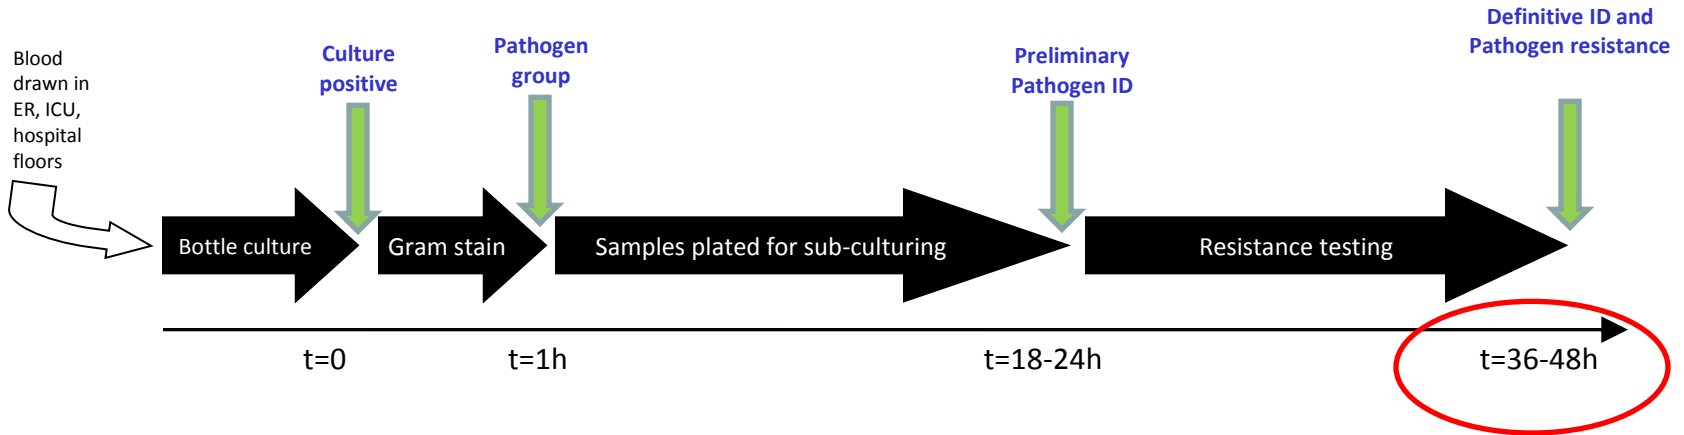 Blood
drawn in
ER, ICU,
hospital
floors
Culture
positive
Pathogen
group
Preliminary
Pathogen ID
Definitive ID and
Pathogen resistance
Bottle culture
Gram stain
Samples plated for sub-culturing
Resistance testing
t=0
t=1h
t=18-24h
t=36-48h